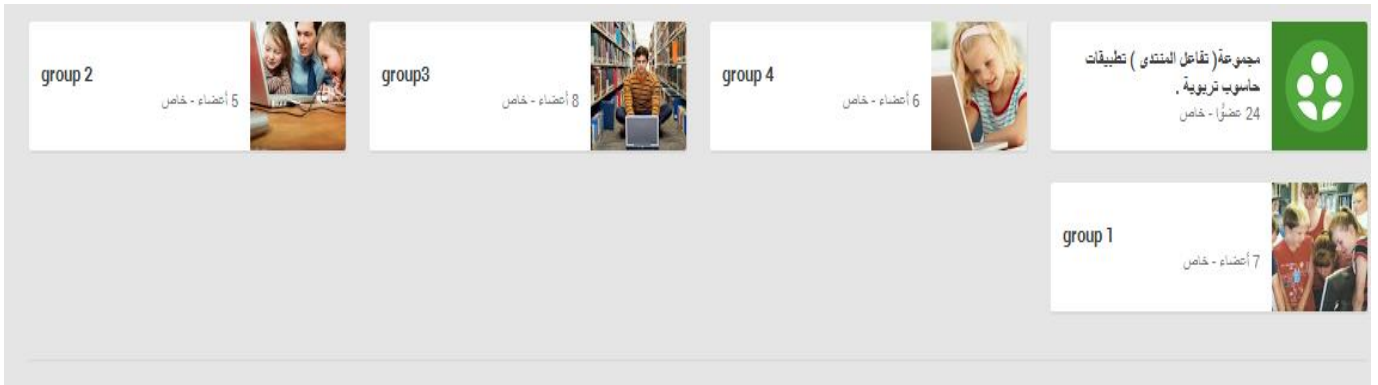 مجموعة( تفاعل المنتدى ) تطبيقات
حاسوب تربوية .
24 عضوًا - خاص
group 4
6 أعضاء - خاص
group3
8 أعضاء - خاص
group 2
5 أعضاء - خاص
group 1
7 أعضاء - خاص